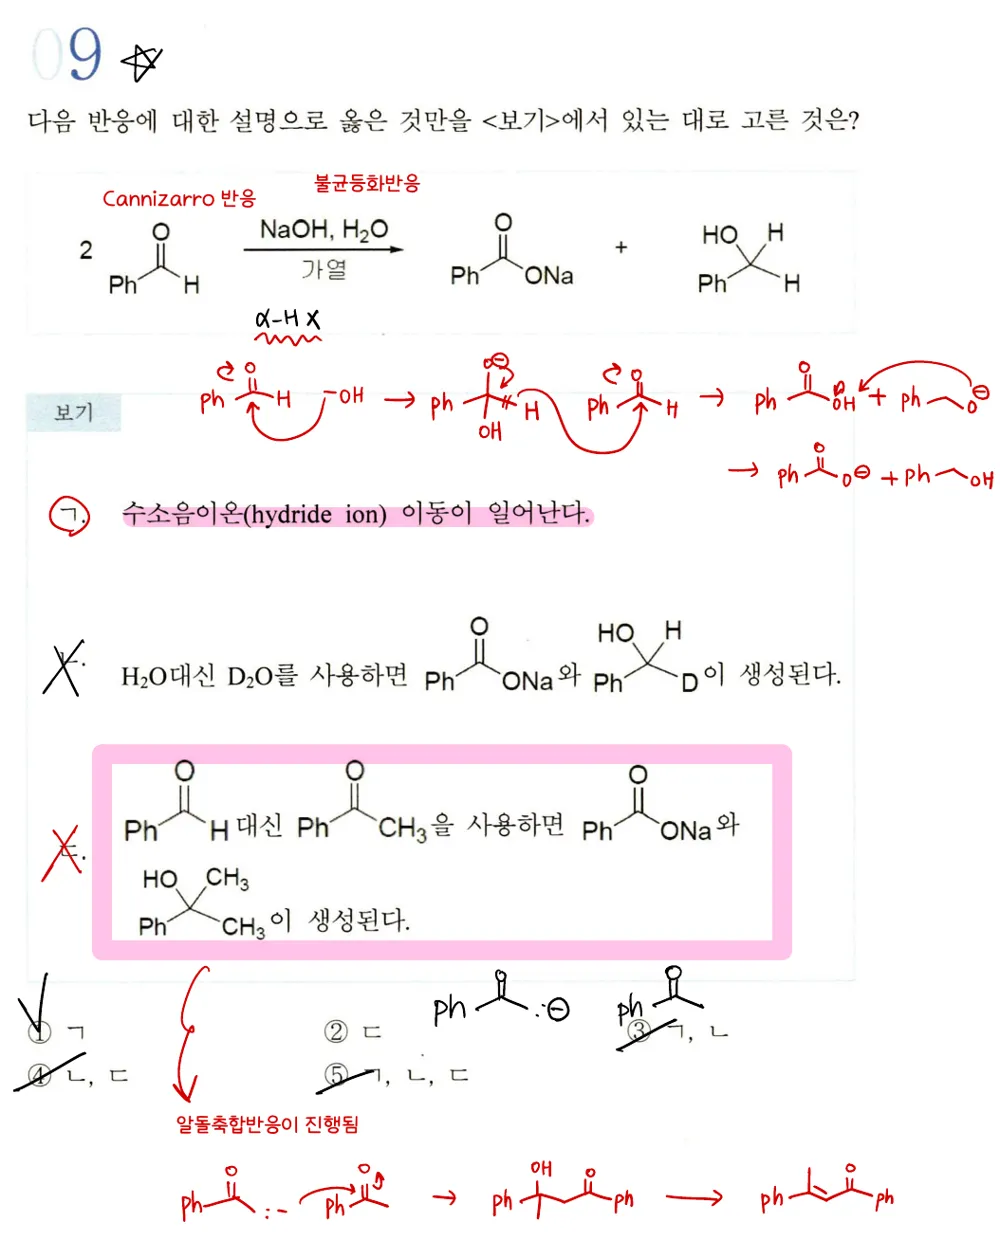 09
다음 반응에 대한 설명으로 옳은 것만을 <보기>에서 있는 대로 고른 것은?
Cannizarro 반응
불균등화반응
2 Ph O H NaOH, H₂O 가열 Ph O ONa + HO H Ph H
α-H X
Ph O H ⁻OH → Ph O⊖ H OH Ph O H → Ph O OH + Ph O⊖
→ Ph O O⊖ + Ph OH
보기
ㄱ. 수소음이온(hydride ion) 이동이 일어난다.
ㄴ. H₂O대신 D₂O를 사용하면 Ph O ONa 와 HO H Ph D 이 생성된다.
ㄷ. Ph O H 대신 Ph O CH₃ 을 사용하면 Ph O ONa 와
HO CH₃ Ph CH₃ 이 생성된다.
Ph O :⊖ Ph O
① ㄱ ② ㄷ ③ ㄱ, ㄴ
④ ㄴ, ㄷ ⑤ ㄱ, ㄴ, ㄷ
알돌축합반응이 진행됨
Ph O :- Ph O → OH O Ph Ph → Ph O Ph